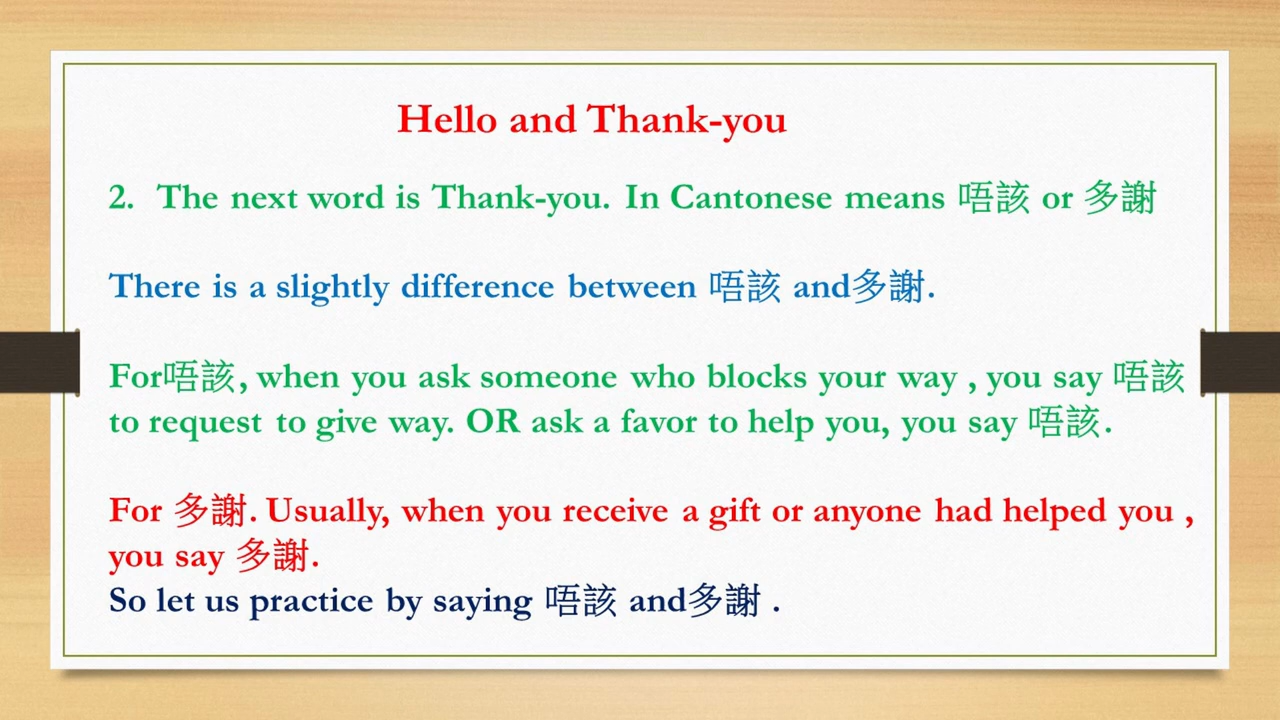 Hello and Thank-you
2. The next word is Thank-you. In Cantonese means 唔該 or 多謝
There is a slightly difference between 唔該 and多謝.
For唔該, when you ask someone who blocks your way , you say 唔該
to request to give way. OR ask a favor to help you, you say 唔該.
For 多謝. Usually, when you receive a gift or anyone had helped you ,
you say 多謝.
So let us practice by saying 唔該 and多謝 .